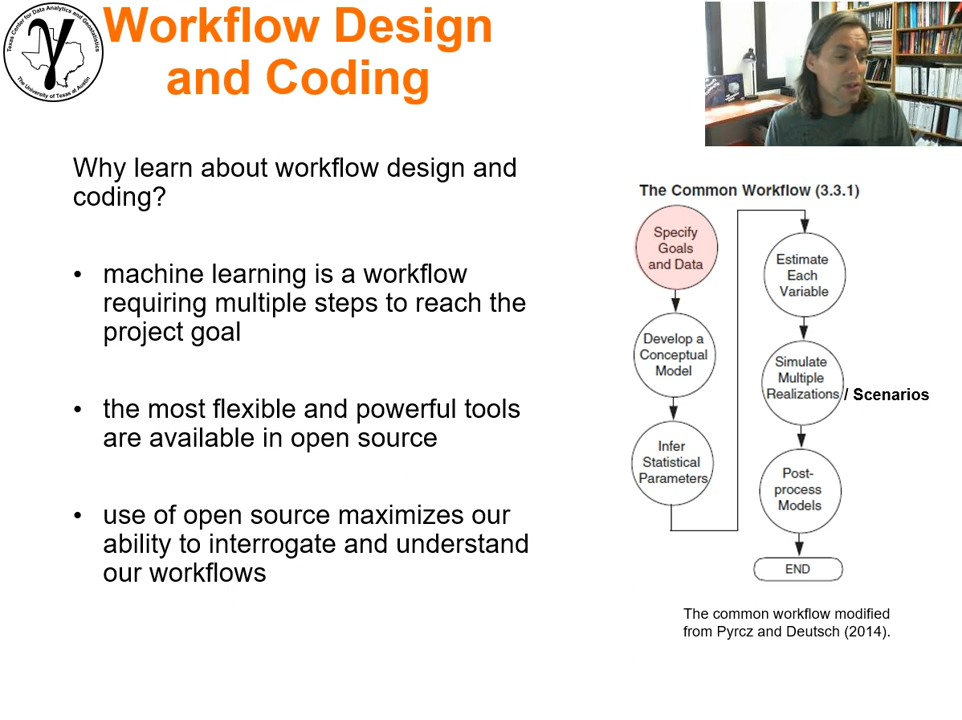 Texas Center for Data Analytics and Geostatistics
The University of Texas at Austin
Workflow Design
and Coding
Why learn about workflow design and
coding?
• machine learning is a workflow
requiring multiple steps to reach the
project goal
• the most flexible and powerful tools
are available in open source
• use of open source maximizes our
ability to interrogate and understand
our workflows
The Common Workflow (3.3.1)
Specify
Goals
and Data
Develop a
Conceptual
Model
Infer
Statistical
Parameters
Estimate
Each
Variable
Simulate
Multiple
Realizations
/ Scenarios
Post-
process
Models
END
The common workflow modified
from Pyrcz and Deutsch (2014).